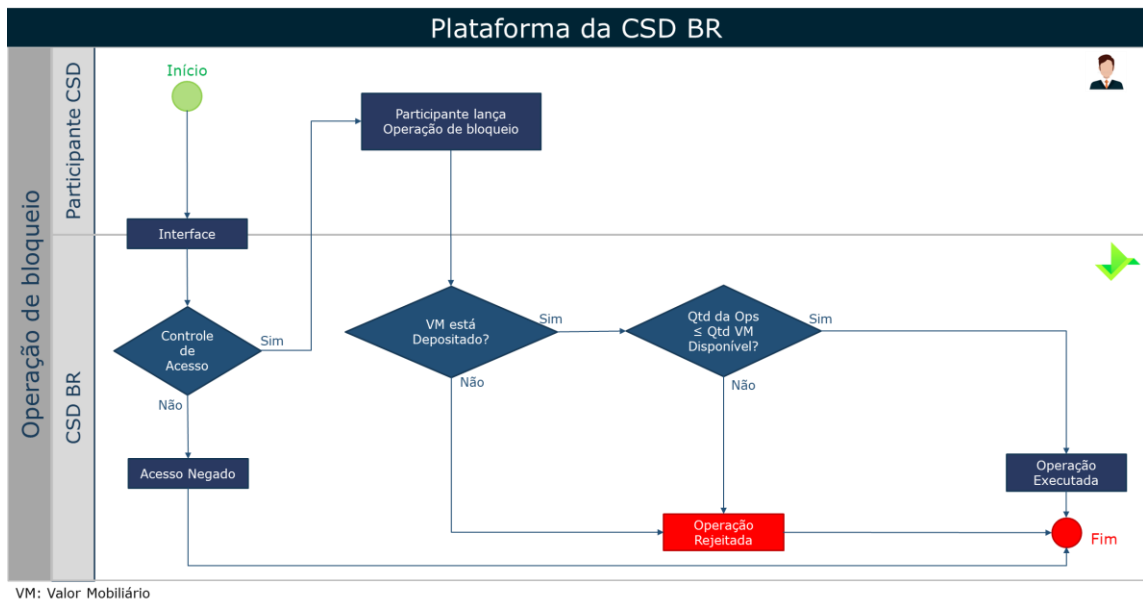 Plataforma da CSD BR
Operação de bloqueio
Participante CSD
CSD BR
Início
Participante lança
Operação de bloqueio
Interface
Controle
de
Acesso
Sim
Não
VM está
Depositado?
Sim
Não
Qtd da Ops
≤ Qtd VM
Disponível?
Sim
Não
Acesso Negado
Operação
Executada
Operação
Rejeitada
Fim
VM: Valor Mobiliário